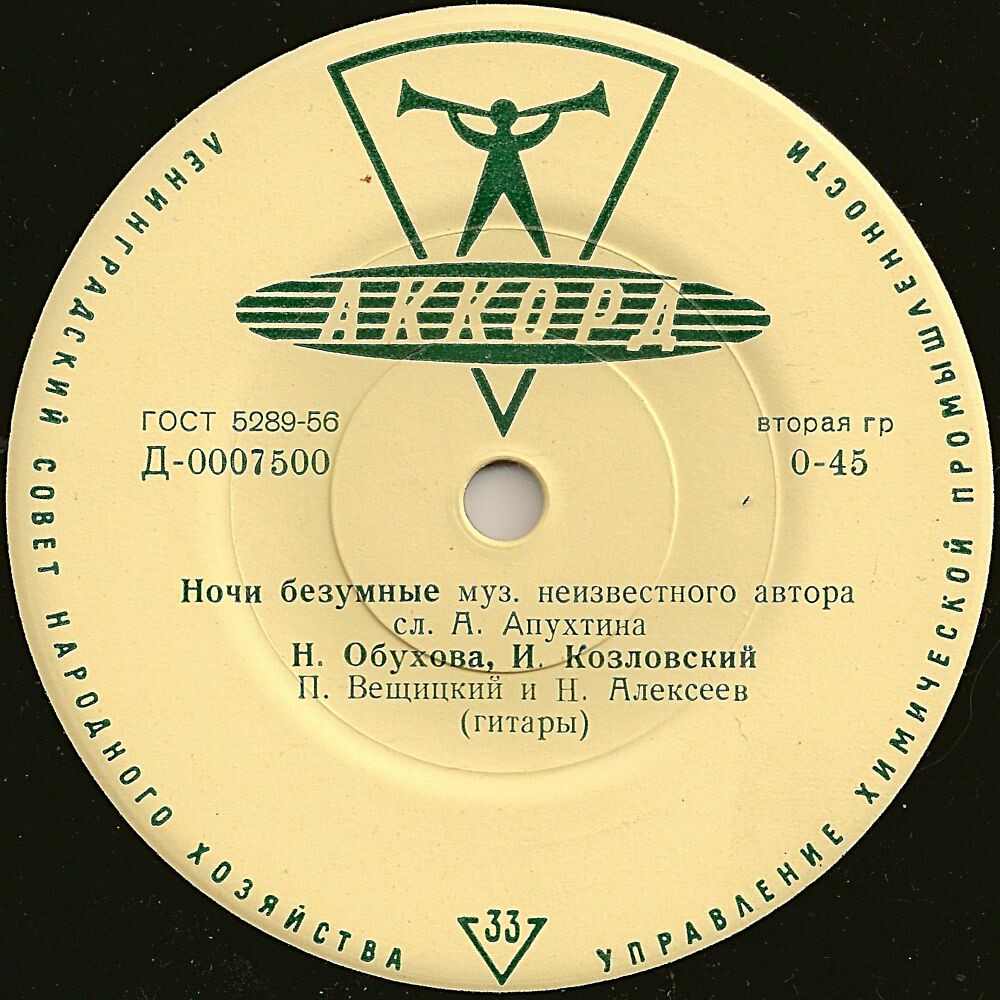 ЛЕНИНГРАДСКИЙ СОВЕТ НАРОДНОГО ХОЗЯЙСТВА
УПРАВЛЕНИЕ ХИМИЧЕСКОЙ ПРОМЫШЛЕННОСТИ
АККОРД
ГОСТ 5289-56
Д-0007500
вторая гр
0-45
Ночи безумные муз. неизвестного автора
сл. А. Апухтина
Н. Обухова, И. Козловский
П. Вещицкий и Н. Алексеев
(гитары)
33